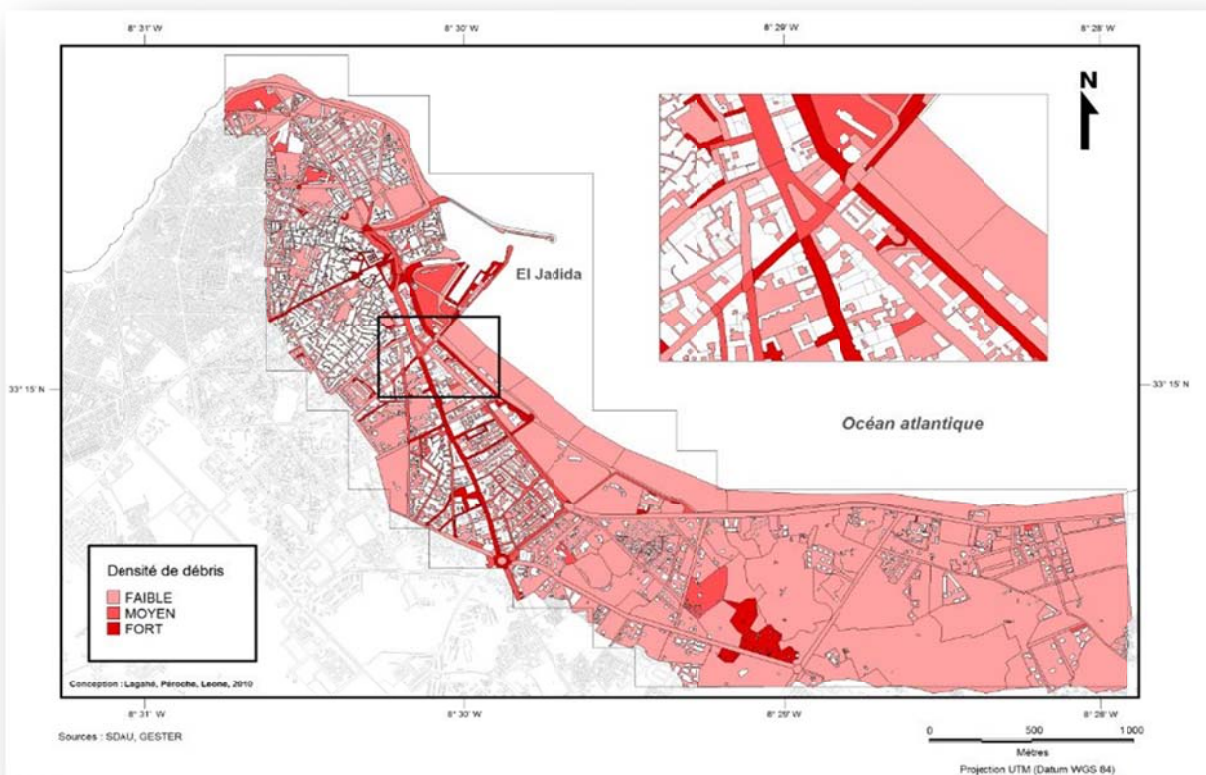 8° 31' W
8° 30' W
8° 29' W
8° 28' W
N
El Jadida
33° 15' N
33° 15' N
Océan atlantique
Densité de débris
FAIBLE
MOYEN
FORT
Conception : Lagahé, Péroche, Leone, 2010
8° 31' W
8° 30' W
8° 29' W
8° 28' W
Sources : SDAU, GESTER
0 500 1 000
Mètres
Projection UTM (Datum WGS 84)